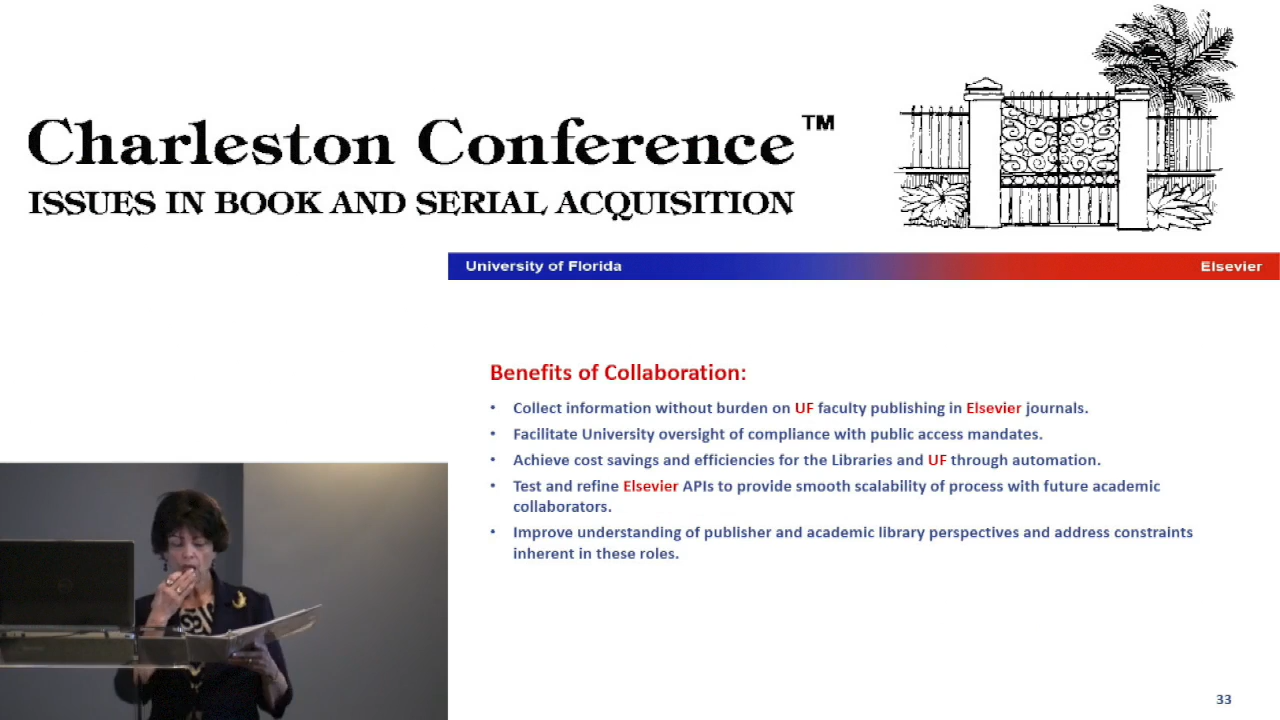 Charleston Conference™
ISSUES IN BOOK AND SERIAL ACQUISITION
University of Florida
Elsevier
Benefits of Collaboration:
• Collect information without burden on UF faculty publishing in Elsevier journals.
• Facilitate University oversight of compliance with public access mandates.
• Achieve cost savings and efficiencies for the Libraries and UF through automation.
• Test and refine Elsevier APIs to provide smooth scalability of process with future academic
collaborators.
• Improve understanding of publisher and academic library perspectives and address constraints
inherent in these roles.
33